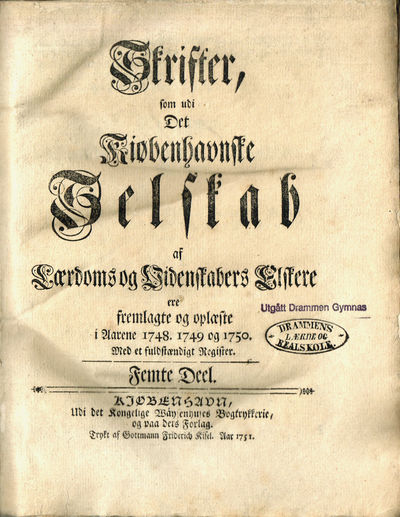 Skrifter,
som udi
Det
Kiøbenhavnske
Selskab
af
Lærdoms og Videnskabers Elskere
ere
fremlagte og oplæste
i Aarene 1748. 1749 og 1750.
Med et fuldstændigt Register.
Femte Deel.
KIØBENHAVN,
Udi det Kongelige Wäysenhuses Bogtrykkerie,
og paa dets Forlag.
Trykt af Gottmann Friderich Kisel. Aar 1751.
Utgått Drammen Gymnas
DRAMMENS
LÆRDE OG
REALSKOLE